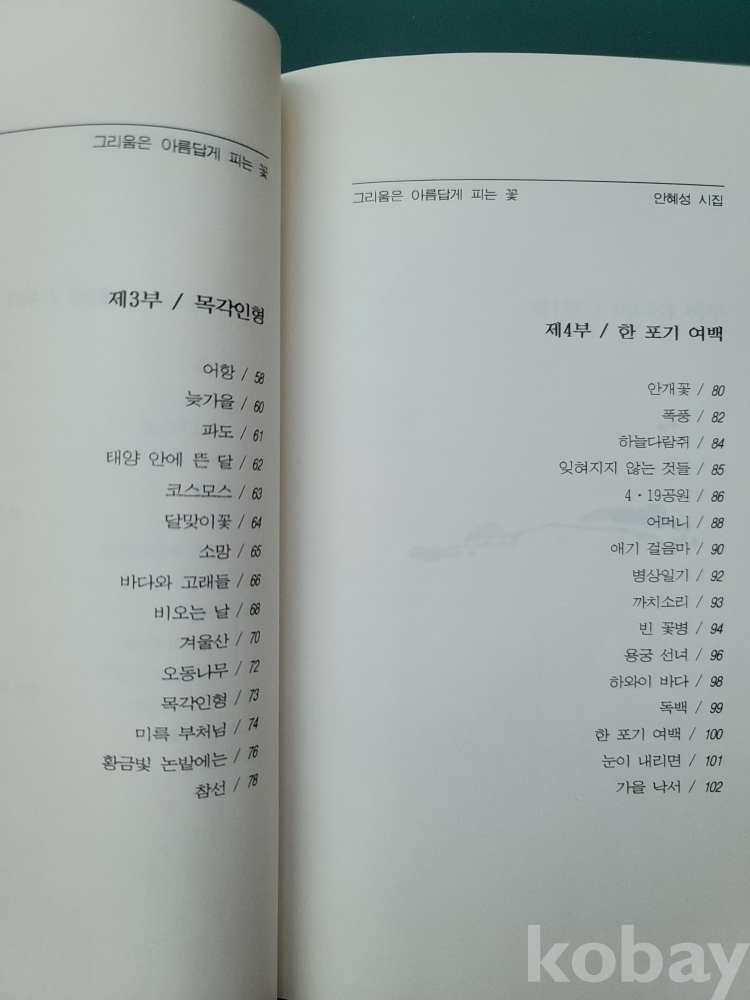 그리움은 아름답게 피는 꽃
제3부 / 목각인형
어항 / 58
늦가을 / 60
파도 / 61
태양 안에 뜬 달 / 62
코스모스 / 63
달맞이꽃 / 64
소망 / 65
바다와 고래들 / 66
비오는 날 / 68
겨울산 / 70
오동나무 / 72
목각인형 / 73
미륵 부처님 / 74
황금빛 논밭에는 / 76
참선 / 78
그리움은 아름답게 피는 꽃 안혜성 시집
제4부 / 한 포기 여백
안개꽃 / 80
폭풍 / 82
하늘다람쥐 / 84
잊혀지지 않는 것들 / 85
4·19공원 / 86
어머니 / 88
애기 걸음마 / 90
병상일기 / 92
까치소리 / 93
빈 꽃병 / 94
용궁 선녀 / 96
하와이 바다 / 98
독백 / 99
한 포기 여백 / 100
눈이 내리면 / 101
가을 낙서 / 102
kobay